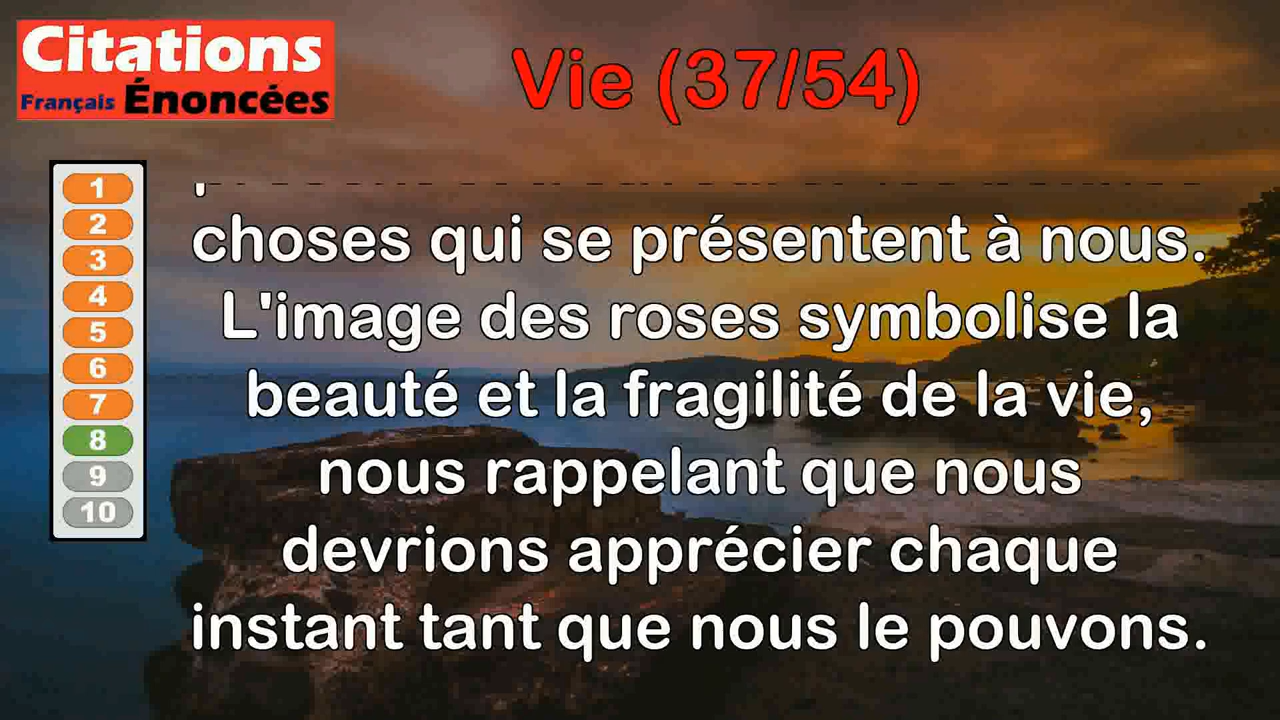 Citations
Français Énoncées
Vie (37/54)
1
2
3
4
5
6
7
8
9
10
choses qui se présentent à nous.
L'image des roses symbolise la
beauté et la fragilité de la vie,
nous rappelant que nous
devrions apprécier chaque
instant tant que nous le pouvons.